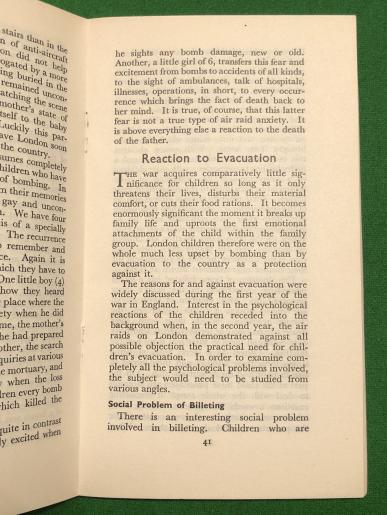 stairs than in the
n of anti-aircraft
on did not help
rogated by a more
ng buried in the
remained uncon-
atching the scene
mother's state of
tself to the baby
Luckily this par-
ave London soon
the country.
sumes completely
children who have
of bombing. In
m their memories
gay and uncon-
n. We have four
is of a specially
The recurrence
o remember and
ce. Again it is
hich they have to
One little boy (4)
how they heard
place where the
ety when he did
me, the mother's
he had prepared
other, the search
quiries at various
e mortuary, and
y when the loss
dren every bomb
which killed the
quite in contrast
ly excited when
he sights any bomb damage, new or old.
Another, a little girl of 6, transfers this fear and
excitement from bombs to accidents of all kinds,
to the sight of ambulances, talk of hospitals,
illnesses, operations, in short, to every occur-
rence which brings the fact of death back to
her mind. It is true, of course, that this latter
fear is not a true type of air raid anxiety. It
is above everything else a reaction to the death
of the father.
Reaction to Evacuation
THE war acquires comparatively little sig-
nificance for children so long as it only
threatens their lives, disturbs their material
comfort, or cuts their food rations. It becomes
enormously significant the moment it breaks up
family life and uproots the first emotional
attachments of the child within the family
group. London children therefore were on the
whole much less upset by bombing than by
evacuation to the country as a protection
against it.
The reasons for and against evacuation were
widely discussed during the first year of the
war in England. Interest in the psychological
reactions of the children receded into the
background when, in the second year, the air
raids on London demonstrated against all
possible objection the practical need for chil-
dren's evacuation. In order to examine com-
pletely all the psychological problems involved,
the subject would need to be studied from
various angles.
Social Problem of Billeting
There is an interesting social problem
involved in billeting. Children who are
41